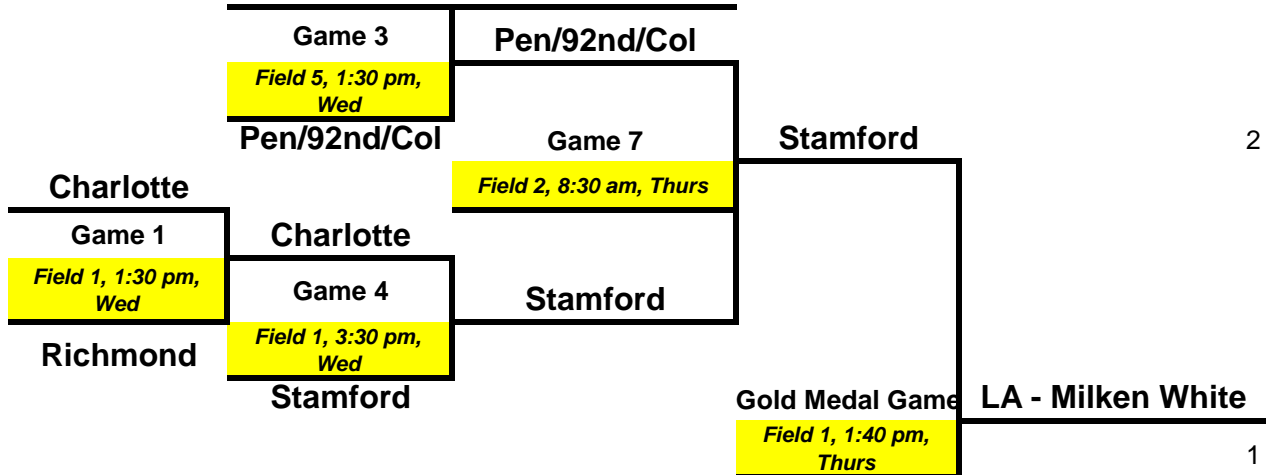 Game 3
Pen/92nd/Col
Field 5, 1:30 pm,
Wed
Pen/92nd/Col
Game 7
Stamford
2
Charlotte
Field 2, 8:30 am, Thurs
Game 1
Charlotte
Field 1, 1:30 pm,
Wed
Game 4
Stamford
Richmond
Field 1, 3:30 pm,
Wed
Stamford
Gold Medal Game
LA - Milken White
Field 1, 1:40 pm,
Thurs
1